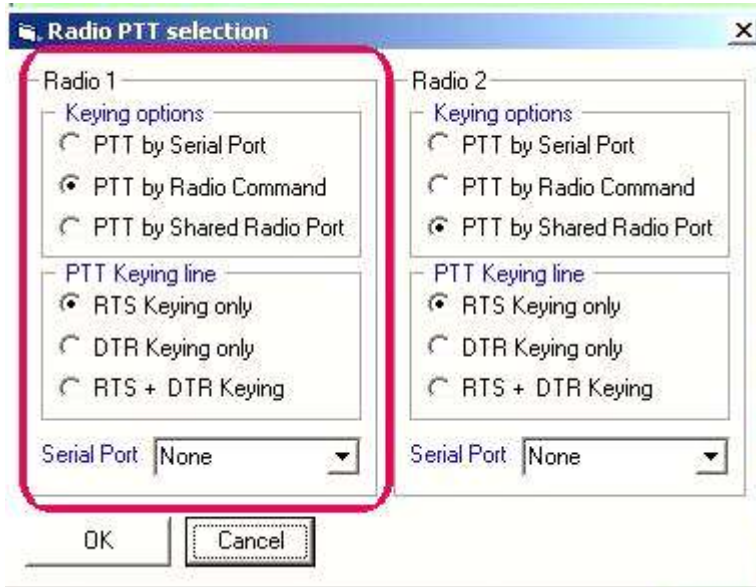 Radio PTT selection
Radio 1
Keying options
PTT by Serial Port
PTT by Radio Command
PTT by Shared Radio Port
PTT Keying line
RTS Keying only
DTR Keying only
RTS + DTR Keying
Serial Port None
Radio 2
Keying options
PTT by Serial Port
PTT by Radio Command
PTT by Shared Radio Port
PTT Keying line
RTS Keying only
DTR Keying only
RTS + DTR Keying
Serial Port None
OK
Cancel